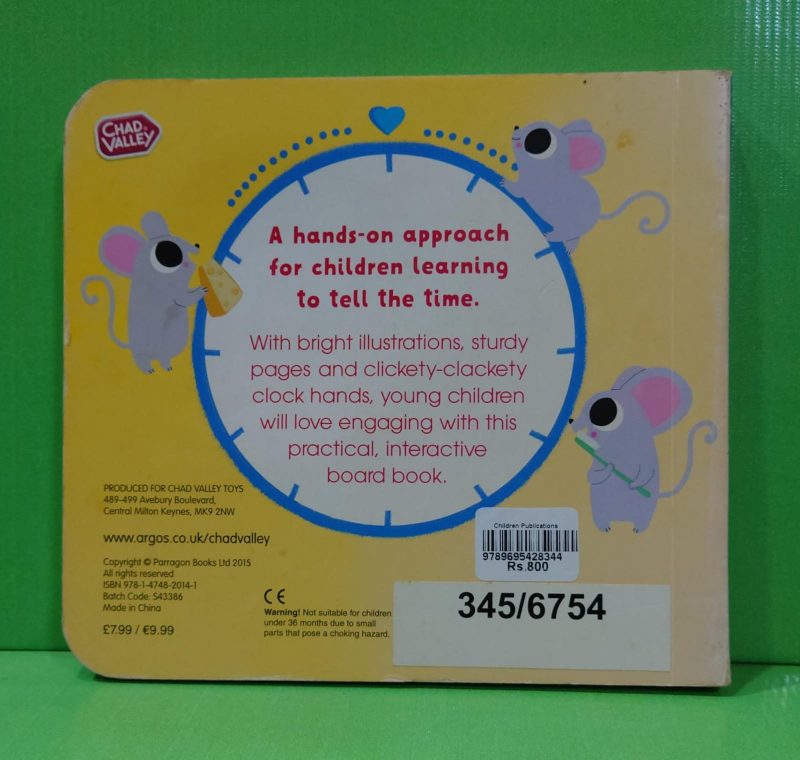 CHAD
VALLEY
A hands-on approach
for children learning
to tell the time.
With bright illustrations, sturdy
pages and clickety-clackety
clock hands, young children
will love engaging with this
practical, interactive
board book.
PRODUCED FOR CHAD VALLEY TOYS
489-499 Avebury Boulevard,
Central Milton Keynes, MK9 2NW
www.argos.co.uk/chadvalley
Copyright © Parragon Books Ltd 2015
All rights reserved
ISBN 978-1-4748-2014-1
Batch Code: S43386
Made in China
£7.99 / €9.99
CE
Warning! Not suitable for children
under 36 months due to small
parts that pose a choking hazard.
Children Publications
9789695428344
Rs.800
345/6754